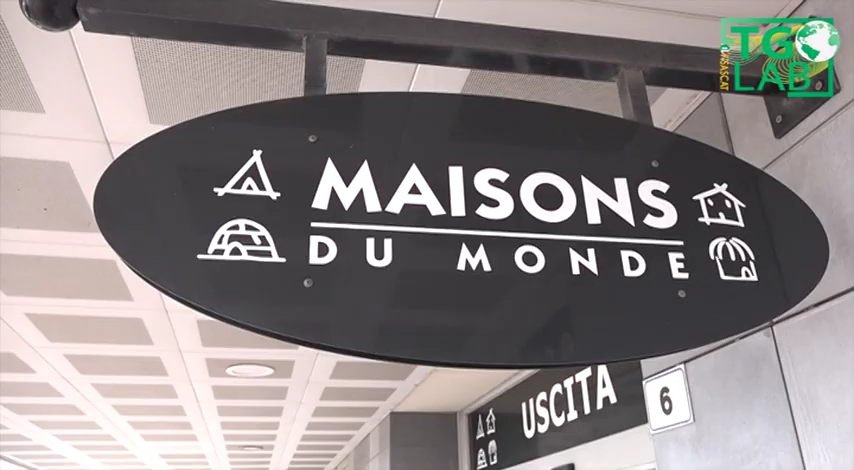 TG
LAB
MAISONS
DU MONDE
USCITA
6